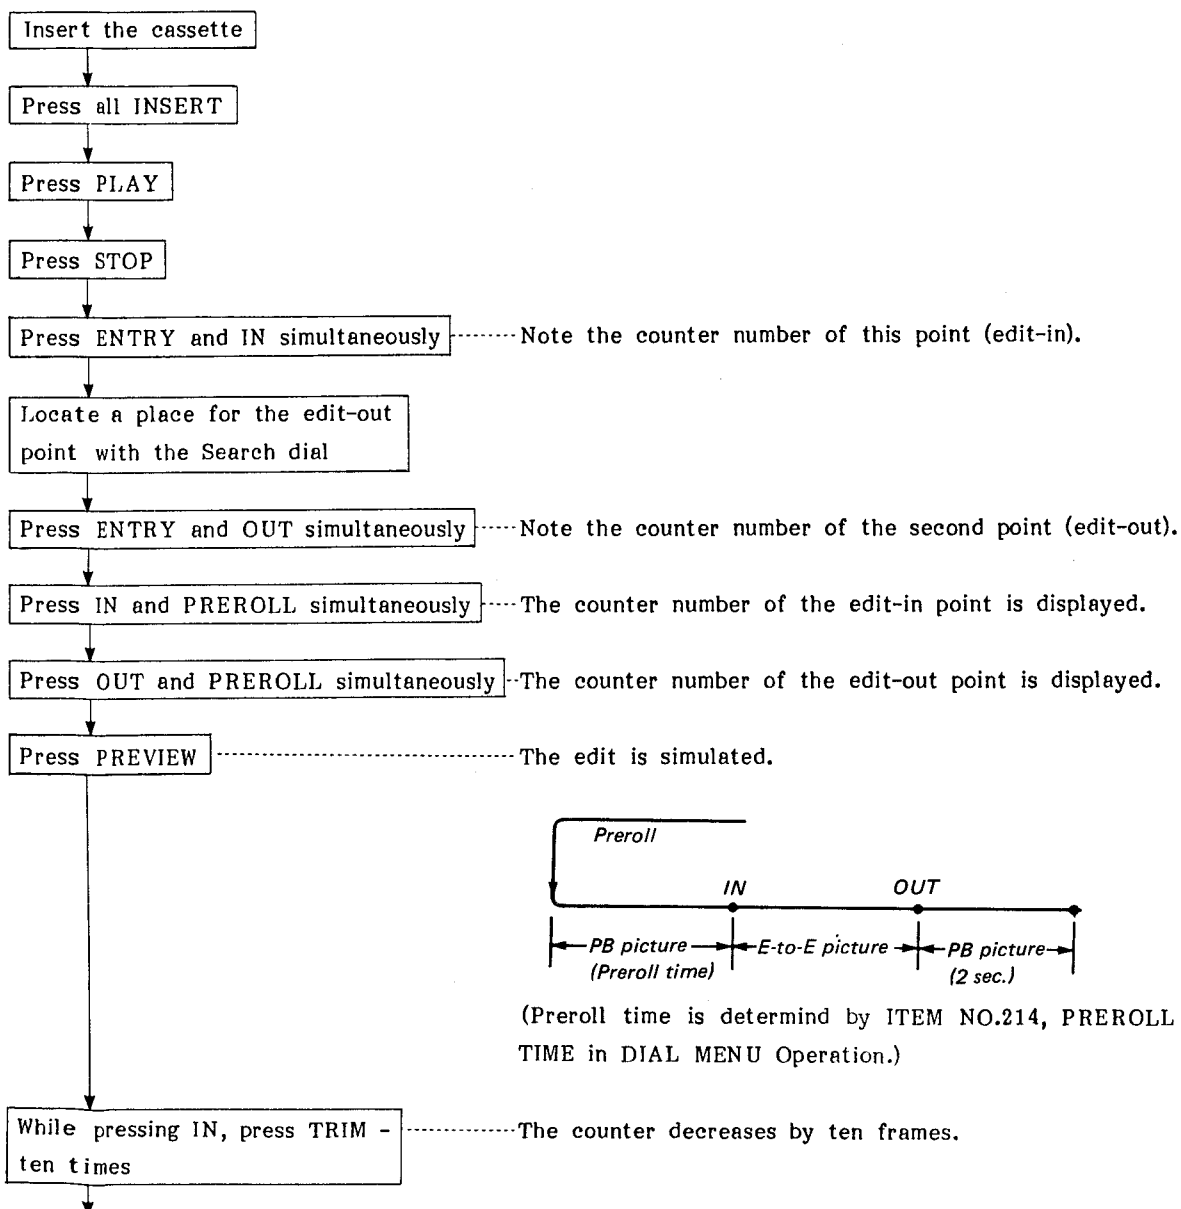 Insert the cassette
Press all INSERT
Press PLAY
Press STOP
Press ENTRY and IN simultaneously
Note the counter number of this point (edit-in).
Locate a place for the edit-out
point with the Search dial
Press ENTRY and OUT simultaneously
Note the counter number of the second point (edit-out).
Press IN and PREROLL simultaneously
The counter number of the edit-in point is displayed.
Press OUT and PREROLL simultaneously
The counter number of the edit-out point is displayed.
Press PREVIEW
The edit is simulated.
Preroll
IN
OUT
PB picture
(Preroll time)
E-to-E picture
PB picture
(2 sec.)
(Preroll time is determind by ITEM NO.214, PREROLL
TIME in DIAL MENU Operation.)
While pressing IN, press TRIM -
ten times
The counter decreases by ten frames.